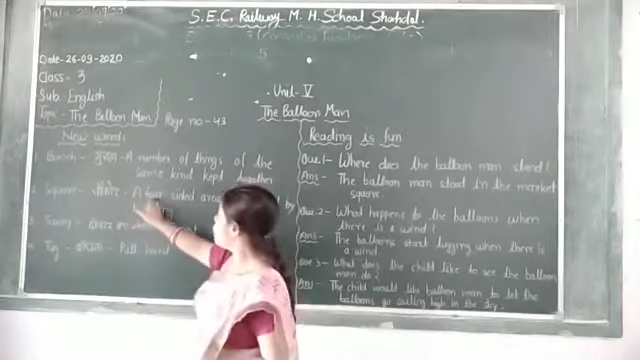 S.E.C. Railway M. H. School Shahdol.
Date-26-09-2020
Class- 3
Sub. English
Topic - The Balloon Man
Page no - 43
Unit- V
The Balloon Man
New words
1. Bunch- गुच्छा - A number of things of the
same kind kept together
2. Square- चौकोर - A four sided area
by
4. Tug - खींचना - Pull hard
Reading is fun
Que.1- Where does the balloon man stand?
Ans- The balloon man stand in the market
square.
Que.2- What happens to the balloons when
there is a wind?
Ans- The balloons start tugging when there is
a wind.
Que.3- What does the child like to see the balloon
man do?
Ans- The child would like balloon man to let the
balloons go sailing high in the sky.